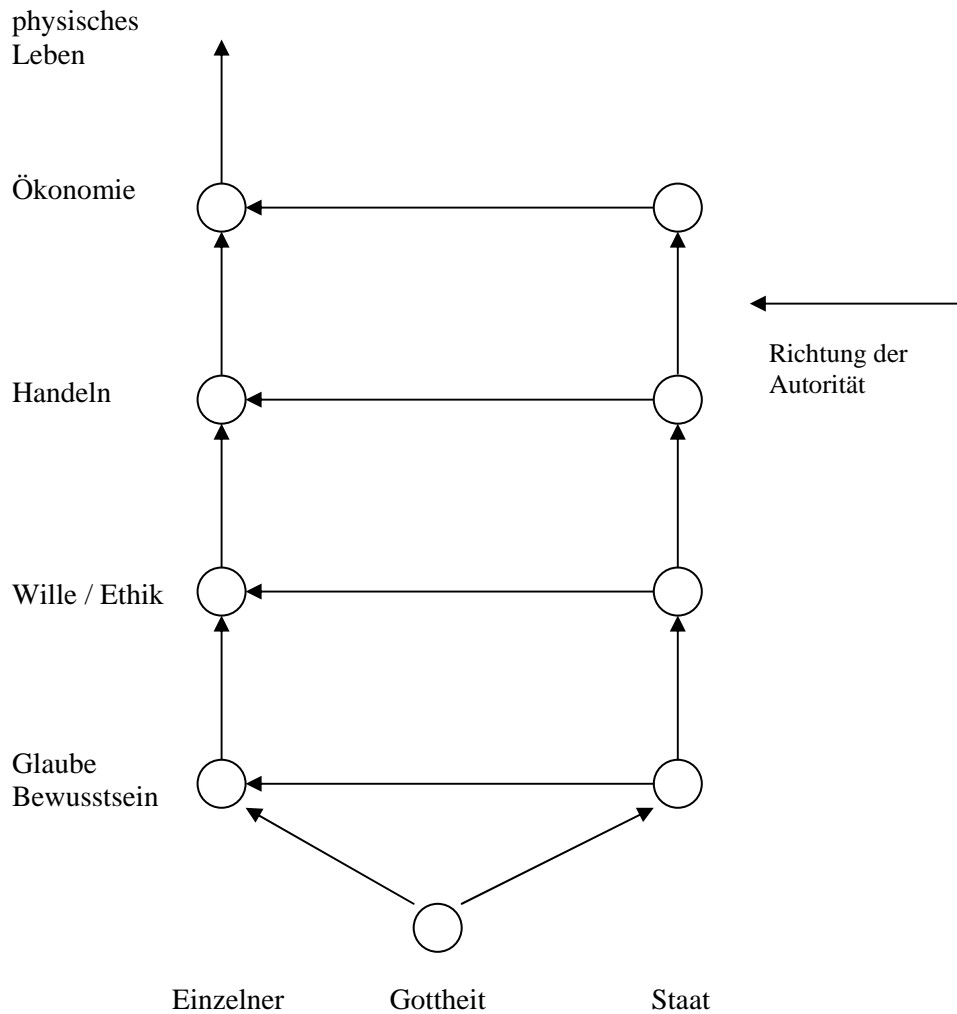 physisches
Leben
Ökonomie
Richtung der
Autorität
Handeln
Wille / Ethik
Glaube
Bewusstsein
Einzelner Gottheit Staat